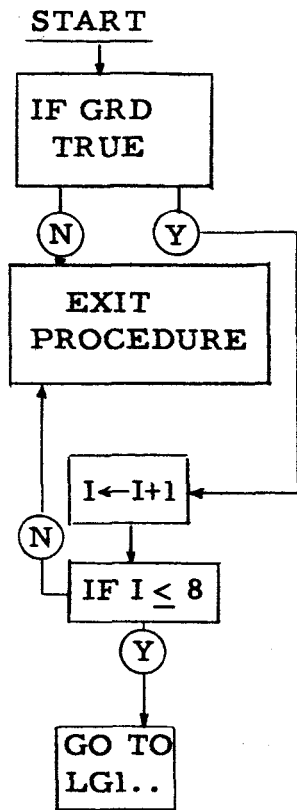 START
IF GRD
TRUE
N
Y
EXIT
PROCEDURE
I←I+1
N
IF I ≤ 8
Y
GO TO
LG1..